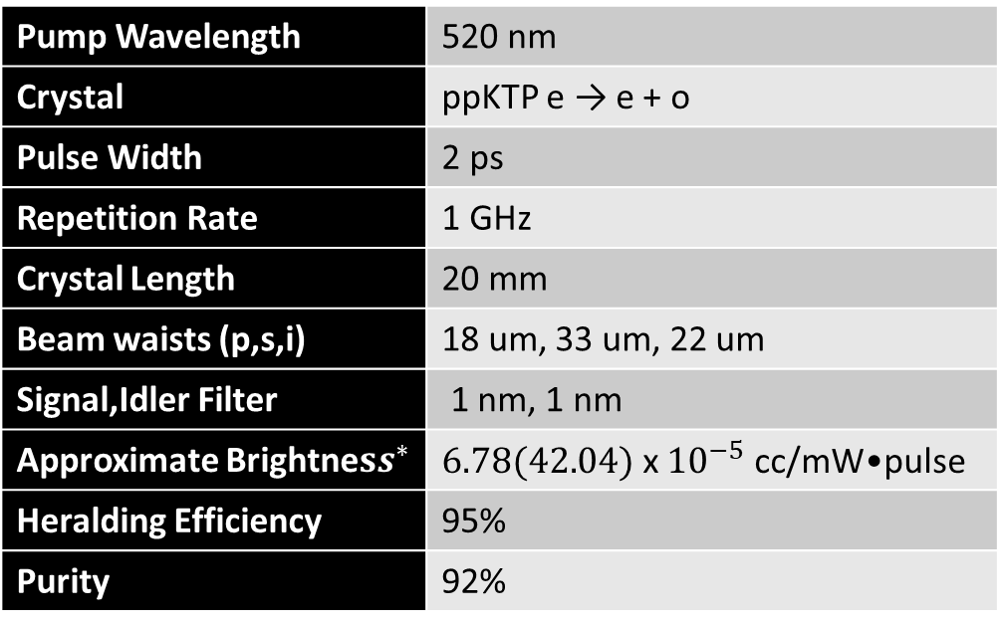 Pump Wavelength 520 nm
Crystal ppKTP e → e + o
Pulse Width 2 ps
Repetition Rate 1 GHz
Crystal Length 20 mm
Beam waists (p,s,i) 18 um, 33 um, 22 um
Signal,Idler Filter 1 nm, 1 nm
Approximate Brightness* 6.78(42.04) x 10⁻⁵ cc/mW•pulse
Heralding Efficiency 95%
Purity 92%